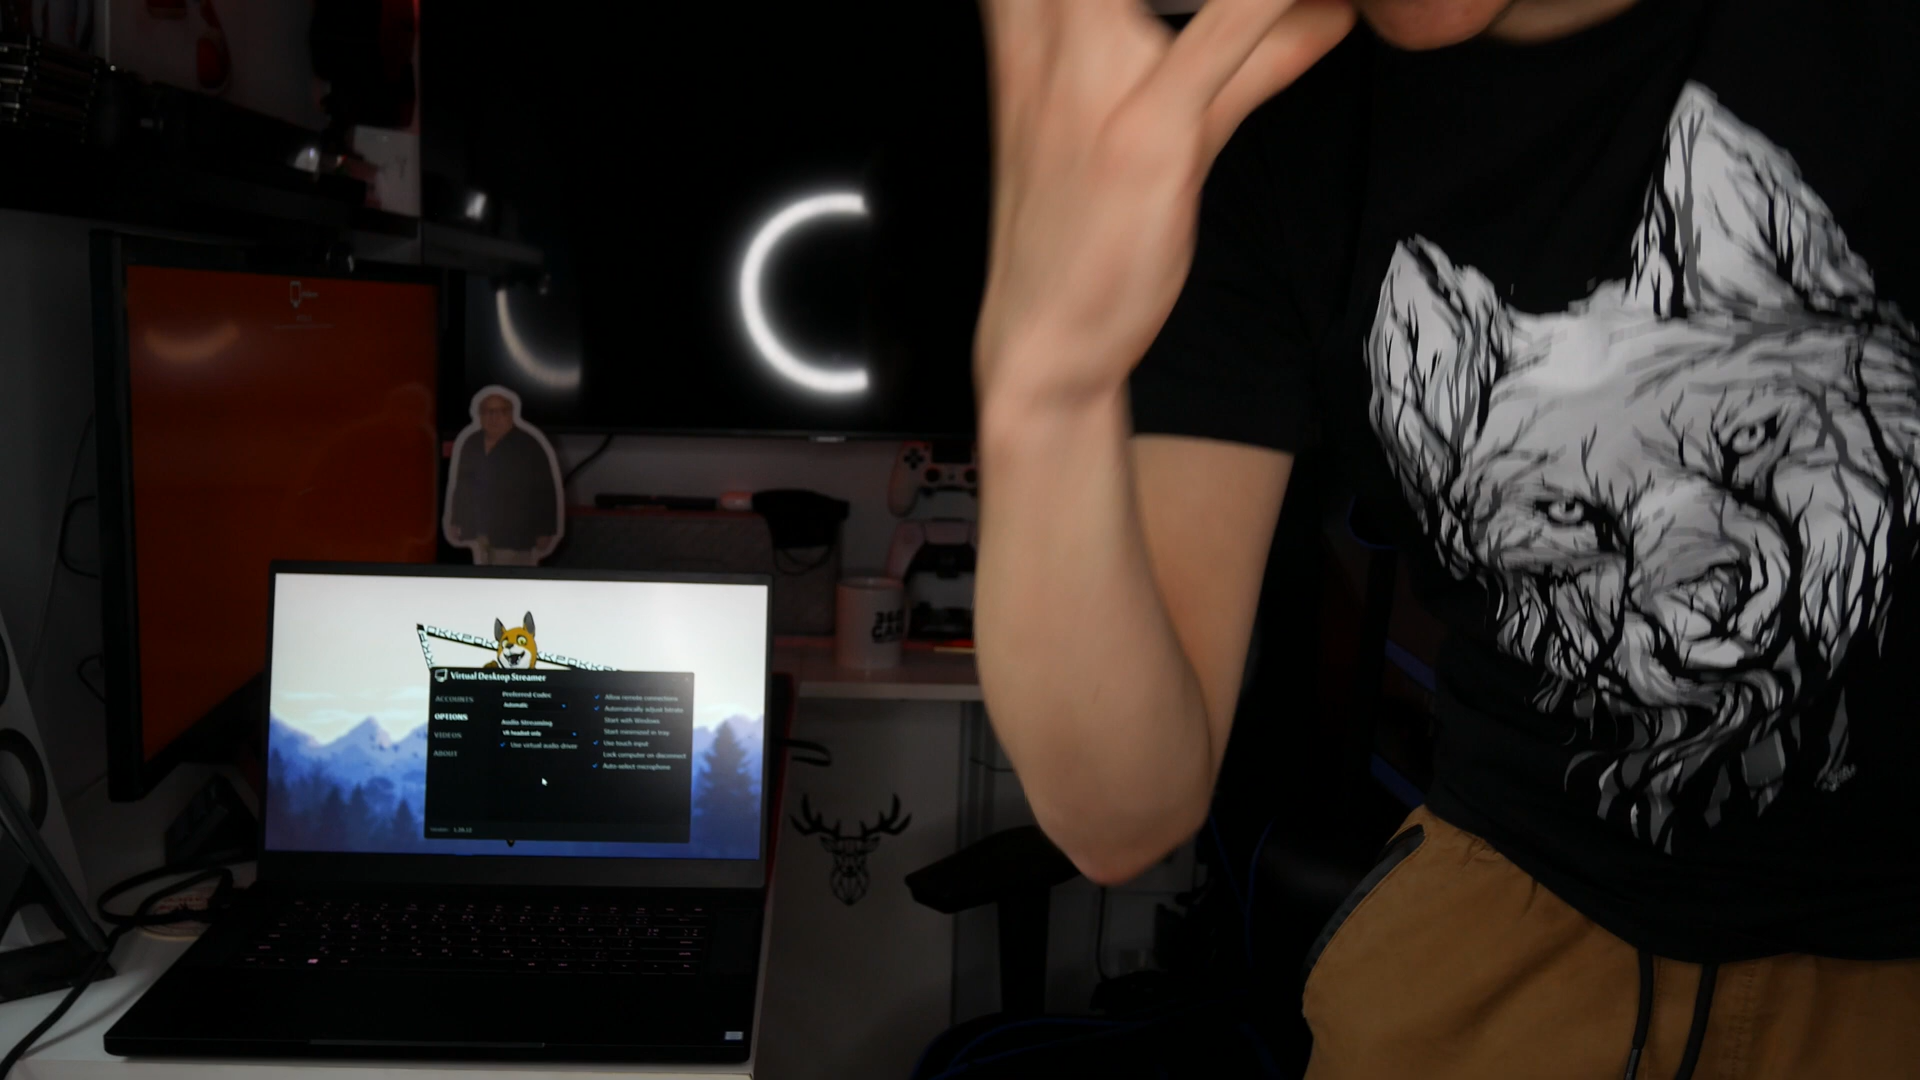 Virtual Desktop Streamer
ACCOUNTS
OPTIONS
VIDEOS
ABOUT
Preferred Codec
Automatic
Audio Streaming
VR headset only
Use virtual audio driver
Allow remote connections
Automatically adjust bitrate
Start with Windows
Start minimized in tray
Use touch input
Lock computer on disconnect
Auto-select microphone